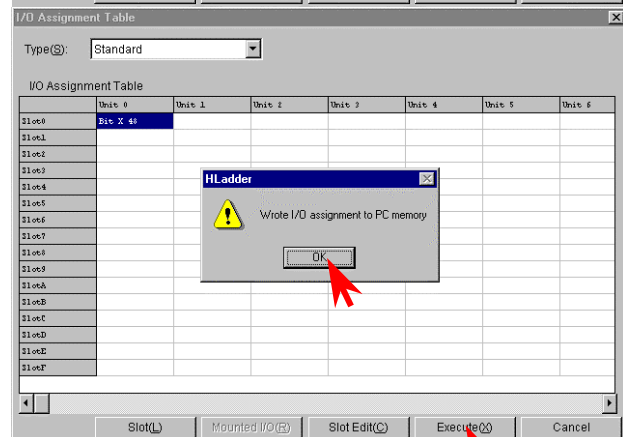 I/O Assignment Table
Type(S): Standard
I/O Assignment Table
Unit 0 Unit 1 Unit 2 Unit 3 Unit 4 Unit 5 Unit 6
Slot0 Bit X 48
Slot1
Slot2
Slot3
Slot4
Slot5
Slot6
Slot7
Slot8
Slot9
SlotA
SlotB
SlotC
SlotD
SlotE
SlotF
HLadder
Wrote I/O assignment to PC memory
OK
Slot(L) Mounted I/O(R) Slot Edit(C) Execute(X) Cancel